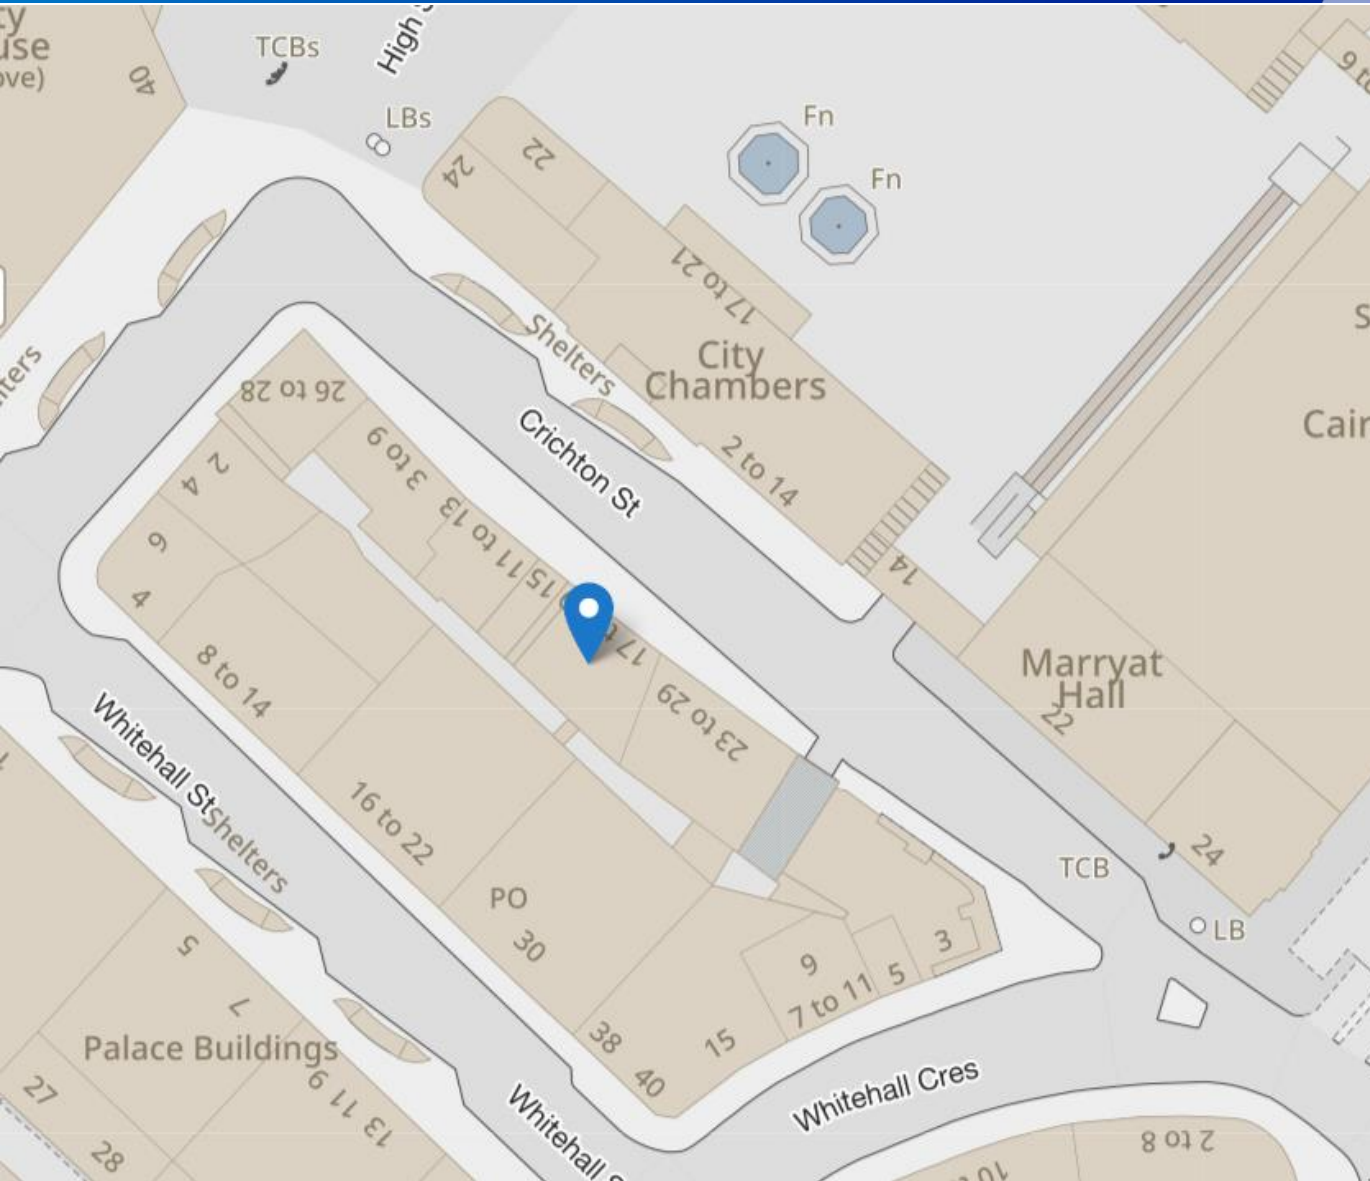 TCBs
High
40
LBs
24
22
Fn
Fn
17 to 21
City
Chambers
Shelters
2 to 14
14
Crichton St
26 to 28
2
4
6
4
3 to 9
11 to 13
15
17
23 to 29
8 to 14
16 to 22
PO
30
38
40
15
9
7 to 11
5
3
Marryat
Hall
22
24
TCB
LB
Whitehall St
Shelters
5
7
Palace Buildings
9 11 13
27
28
Whitehall
Whitehall Cres
2 to 8
10